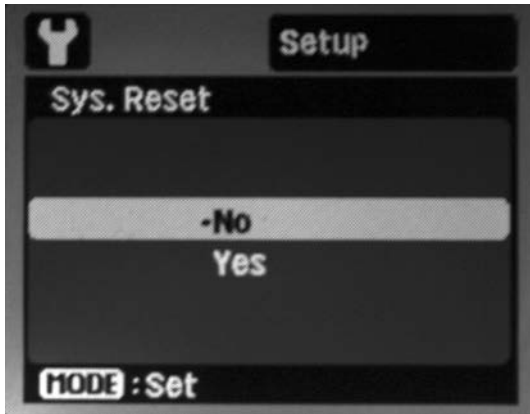 Setup
Sys. Reset
-No
Yes
MODE :Set